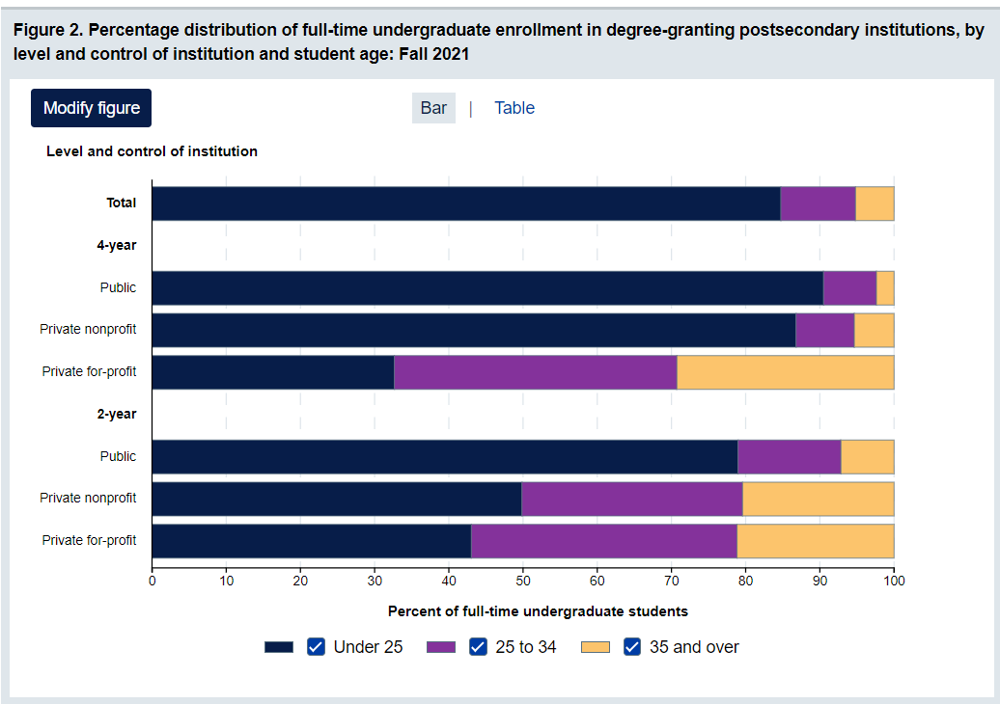 Figure 2. Percentage distribution of full-time undergraduate enrollment in degree-granting postsecondary institutions, by
level and control of institution and student age: Fall 2021
Modify figure
Bar | Table
Level and control of institution
Total
4-year
Public
Private nonprofit
Private for-profit
2-year
Public
Private nonprofit
Private for-profit
0 10 20 30 40 50 60 70 80 90 100
Percent of full-time undergraduate students
Under 25 25 to 34 35 and over